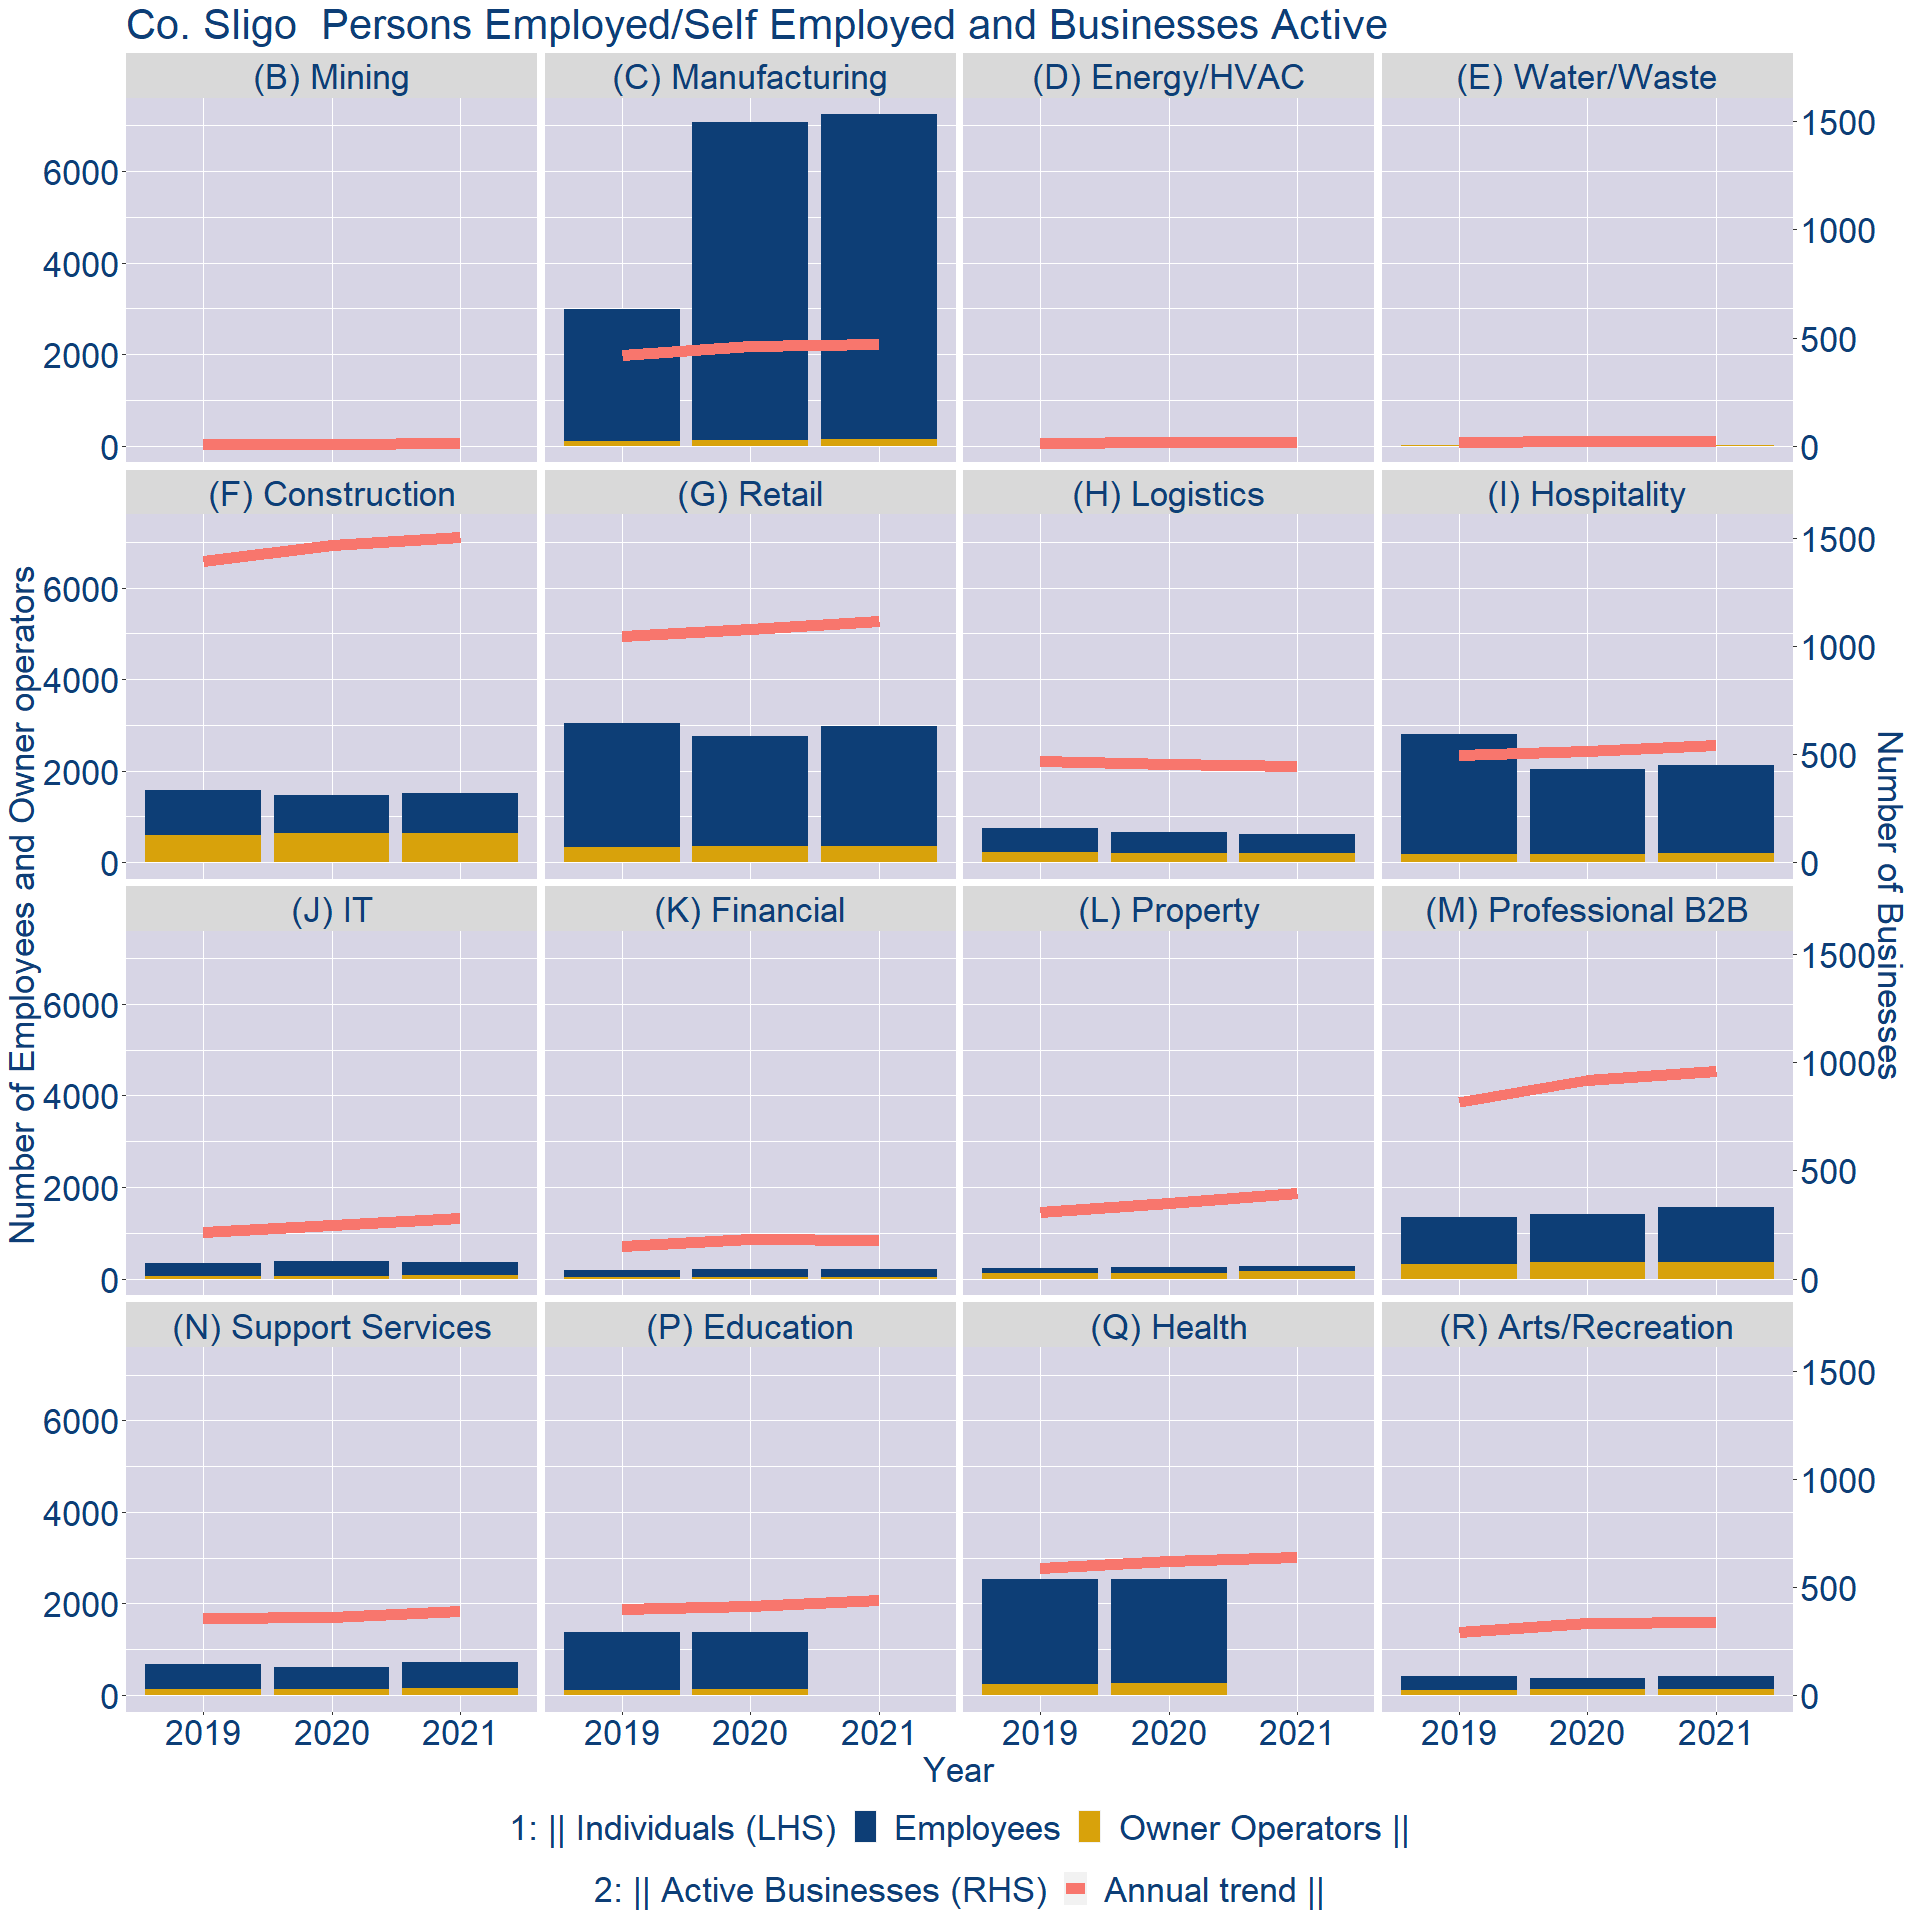 Co. Sligo  Persons Employed/Self Employed and Businesses Active
(B) Mining
(C) Manufacturing
(D) Energy/HVAC
(E) Water/Waste
6000
4000
2000
0
1500
1000
500
0
(F) Construction
(G) Retail
(H) Logistics
(I) Hospitality
6000
4000
2000
0
1500
1000
500
0
Number of Employees and Owner operators
Number of Businesses
(J) IT
(K) Financial
(L) Property
(M) Professional B2B
6000
4000
2000
0
1500
1000
500
0
(N) Support Services
(P) Education
(Q) Health
(R) Arts/Recreation
6000
4000
2000
0
1500
1000
500
0
2019 2020 2021
2019 2020 2021
2019 2020 2021
2019 2020 2021
Year
1: || Individuals (LHS) Employees Owner Operators ||
2: || Active Businesses (RHS) Annual trend ||